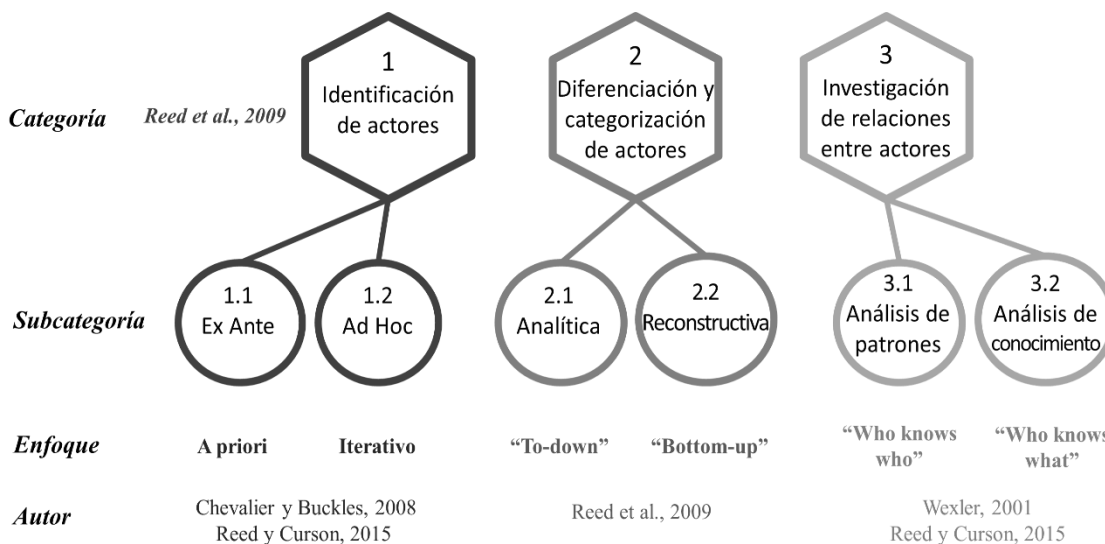 Categoría
Reed et al., 2009
1
Identificación
de actores
2
Diferenciación y
categorización
de actores
3
Investigación
de relaciones
entre actores
Subcategoría
1.1
Ex Ante
1.2
Ad Hoc
2.1
Analítica
2.2
Reconstructiva
3.1
Análisis de
patrones
3.2
Análisis de
conocimiento
Enfoque
A priori
Iterativo
“To-down”
“Bottom-up”
“Who knows
who”
“Who knows
what”
Autor
Chevalier y Buckles, 2008
Reed y Curson, 2015
Reed et al., 2009
Wexler, 2001
Reed y Curson, 2015